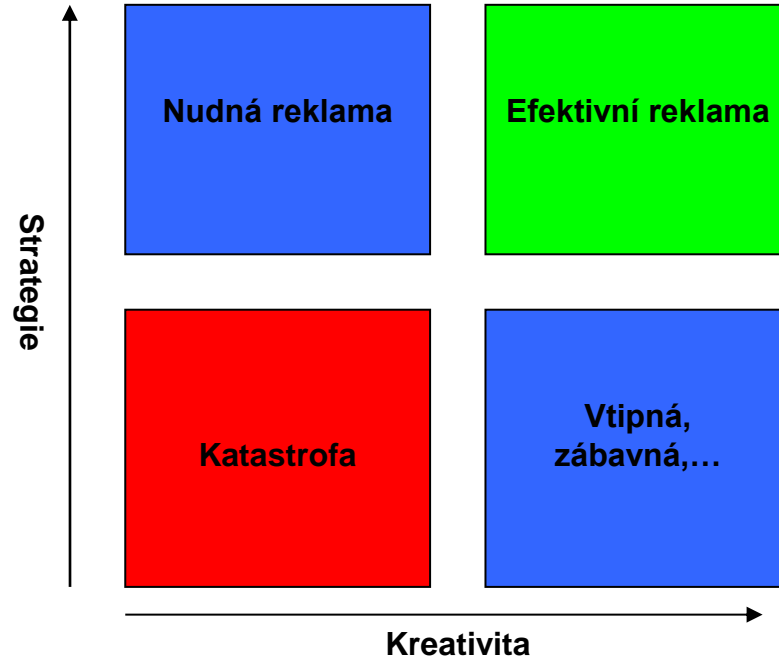 Nudná reklama
Efektivní reklama
Strategie
Katastrofa
Vtipná,
zábavná,…
Kreativita